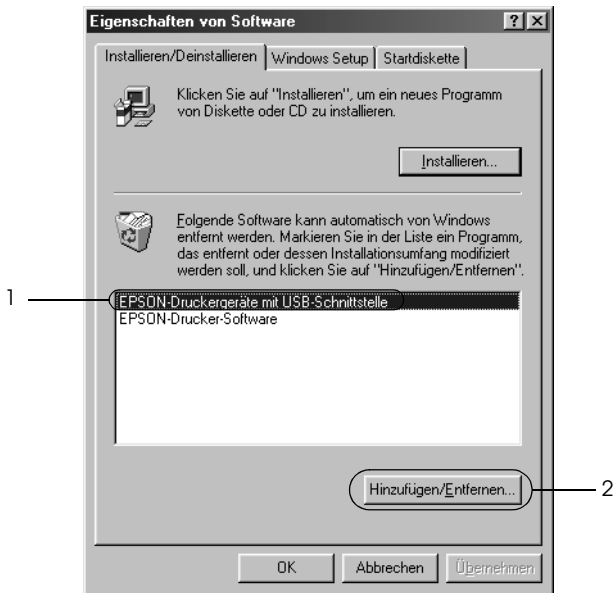 Eigenschaften von Software
Installieren/Deinstallieren Windows Setup Startdiskette
Klicken Sie auf "Installieren", um ein neues Programm
von Diskette oder CD zu installieren.
Installieren...
Folgende Software kann automatisch von Windows
entfernt werden. Markieren Sie in der Liste ein Programm,
das entfernt oder dessen Installationsumfang modifiziert
werden soll, und klicken Sie auf "Hinzufügen/Entfernen".
1
EPSON-Druckergeräte mit USB-Schnittstelle
EPSON-Drucker-Software
Hinzufügen/Entfernen...
2
OK Abbrechen Übernehmen